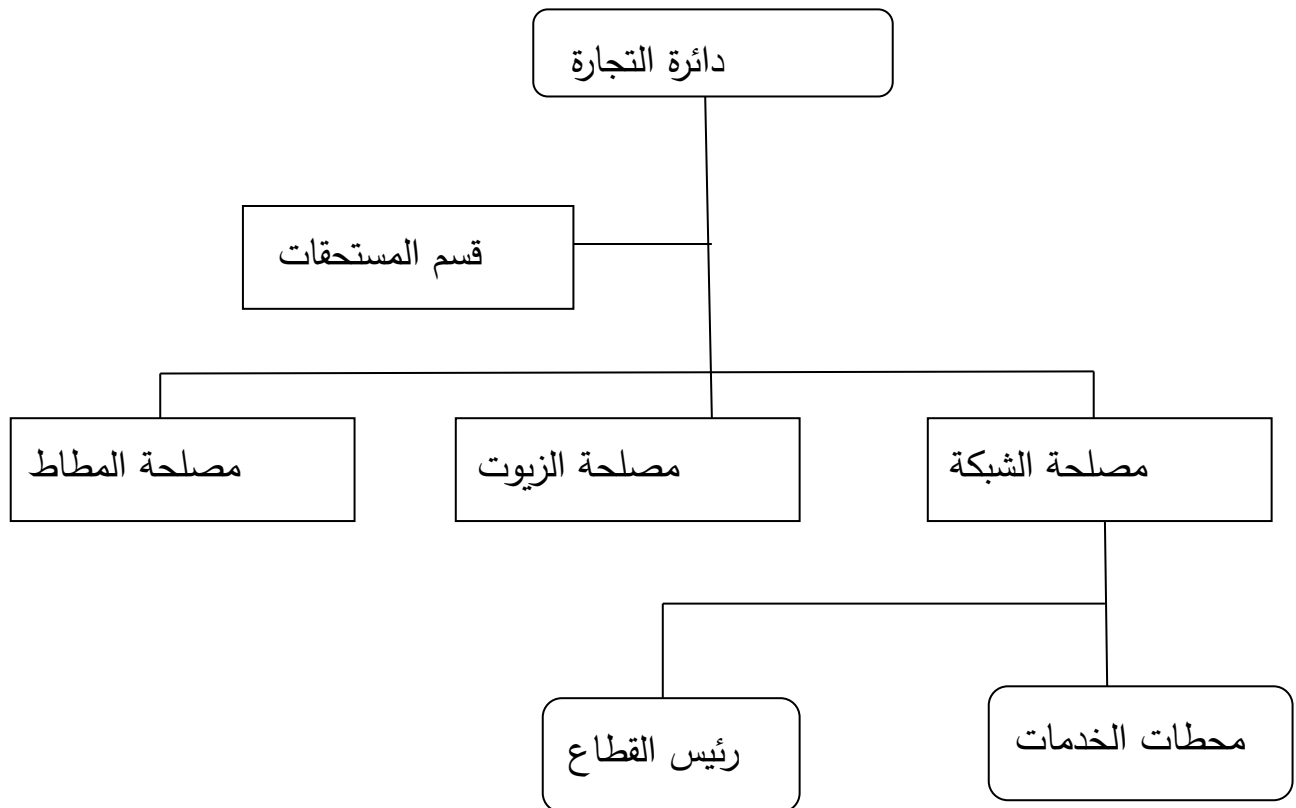 دائرة التجارة
قسم المستحقات
مصلحة الشبكة
مصلحة الزيوت
مصلحة المطاط
محطات الخدمات
رئيس القطاع